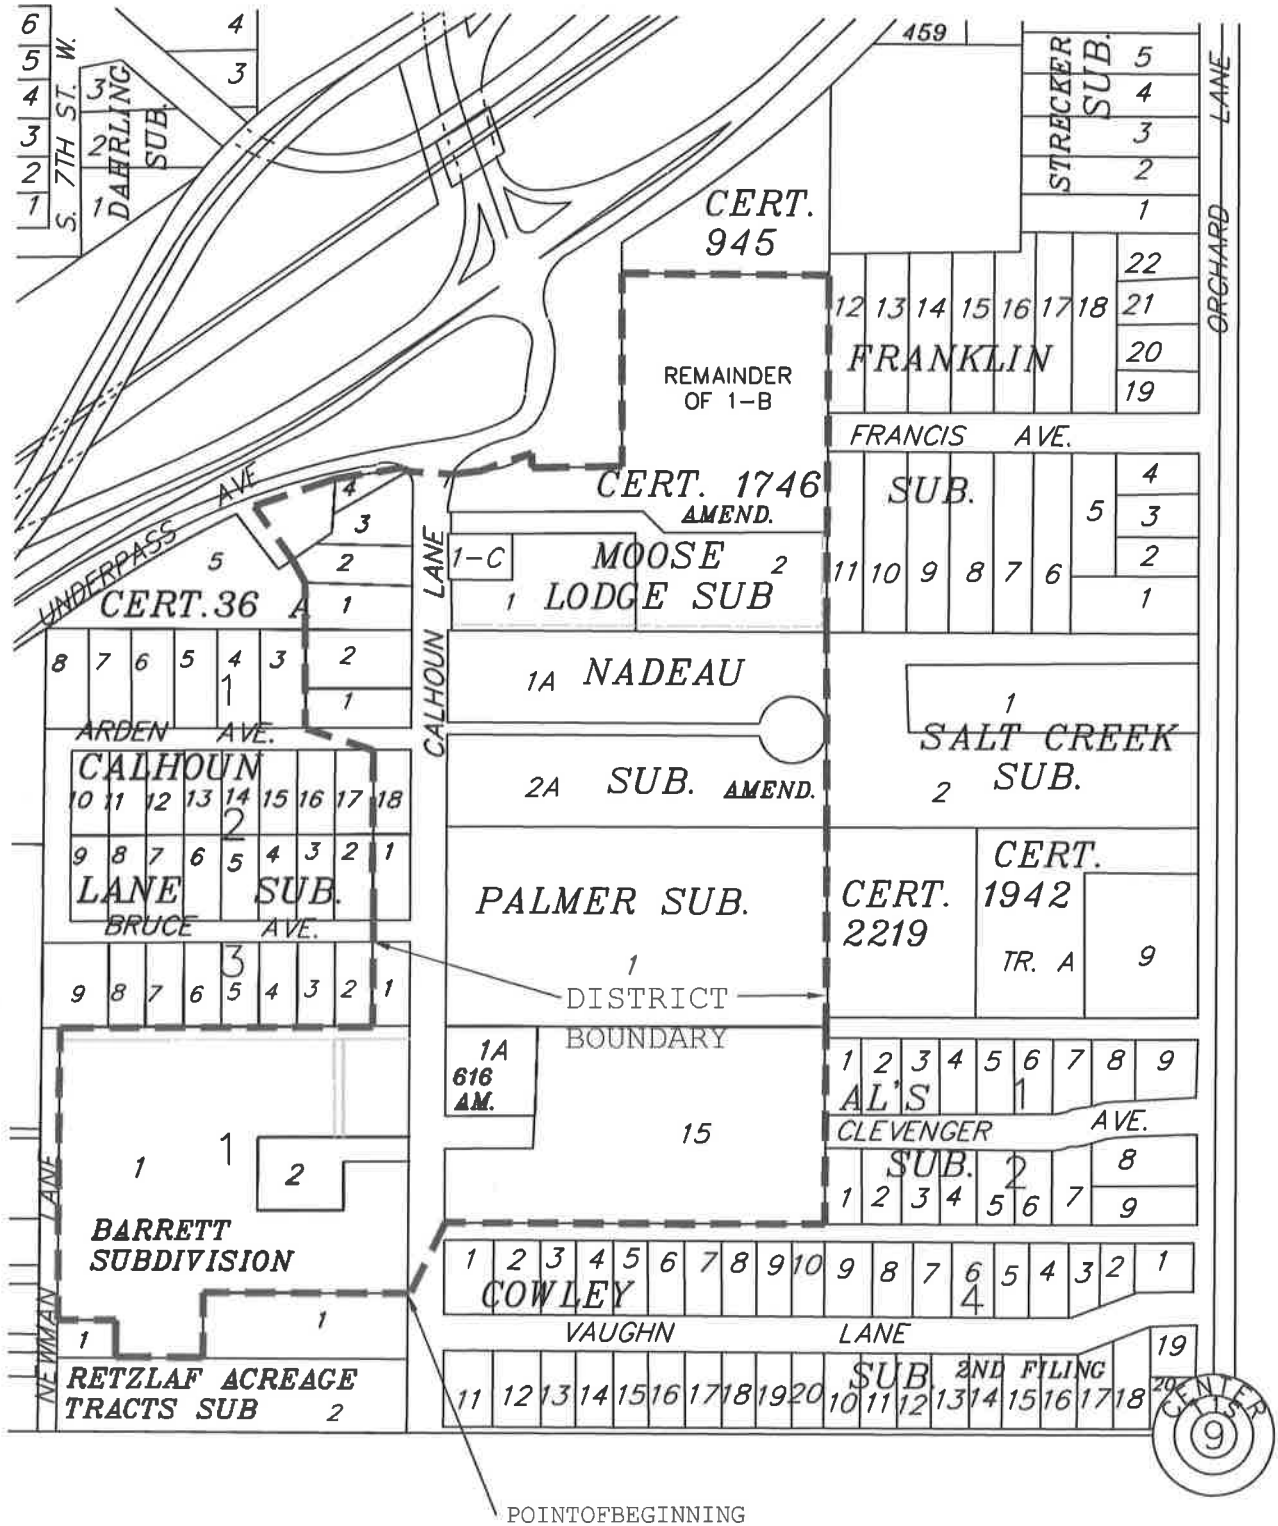 6
5
4
3
2
1
S. 7TH ST. W.
3
2
1
DAHRLING
SUB.
4
3
459
STRECKER
SUB.
5
4
3
2
1
ORCHARD LANE
CERT.
945
12 13 14 15 16 17 18
22
21
20
19
FRANKLIN
REMAINDER
OF 1-B
FRANCIS AVE.
SUB.
11 10 9 8 7 6
5
4
3
2
1
UNDERPASS AVE
CERT. 1746
AMEND.
4
3
2
1
5
CERT. 36 A
CALHOUN LANE
1-C
MOOSE
LODGE SUB
1
2
8 7 6 5 4 3
1
2
1
ARDEN AVE.
1A NADEAU
2A SUB. AMEND.
1
SALT CREEK
SUB.
2
CALHOUN
10 11 12 13 14 15 16 17 18
2
9 8 7 6 5 4 3 2 1
LANE SUB.
BRUCE AVE.
3
9 8 7 6 5 4 3 2 1
PALMER SUB.
1
CERT.
2219
CERT.
1942
TR. A
9
DISTRICT
BOUNDARY
1A
616
AM.
15
1 2 3 4 5 6 7 8 9
AL'S
1
CLEVENGER AVE.
SUB. 2
1 2 3 4 5 6 7
8
9
1
1
2
BARRETT
SUBDIVISION
NEWMAN LANE
1
1
RETZLAF ACREAGE
TRACTS SUB 2
1 2 3 4 5 6 7 8 9 10 9 8 7 6 5 4 3 2 1
COWLEY
4
VAUGHN LANE
SUB. 2ND FILING
11 12 13 14 15 16 17 18 19 20 10 11 12 13 14 15 16 17 18
19
20
CENTER
9
POINTOFBEGINNING